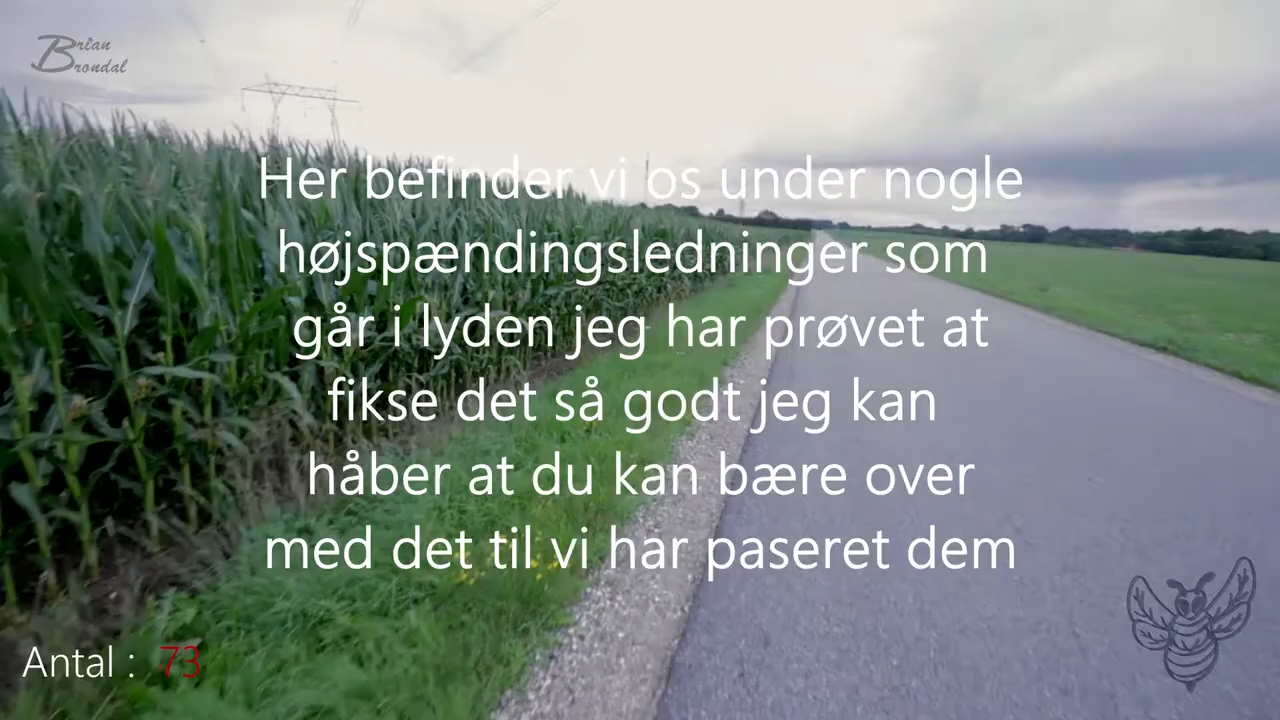 Brian
Brondal
Her befinder vi os under nogle
højspændingsledninger som
går i lyden jeg har prøvet at
fikse det så godt jeg kan
håber at du kan bære over
med det til vi har paseret dem
Antal : 73